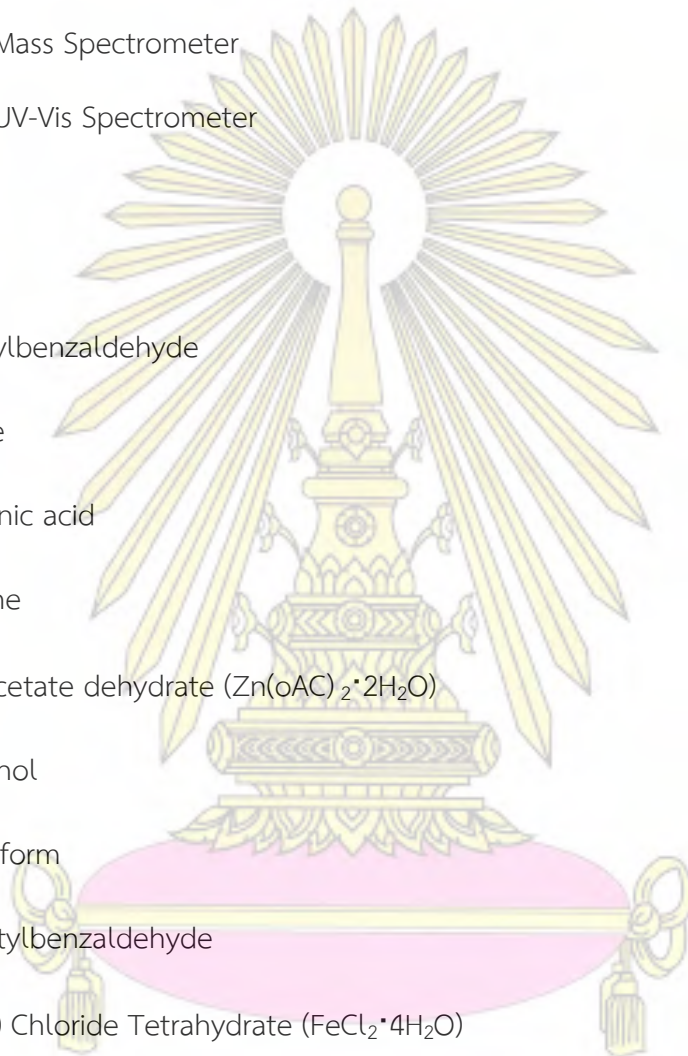 Mass Spectrometer
UV-Vis Spectrometer
ylbenzaldehyde
e
nic acid
ne
cetate dehydrate (Zn(oAC)₂·2H₂O)
nol
form
tylbenzaldehyde
) Chloride Tetrahydrate (FeCl₂·4H₂O)